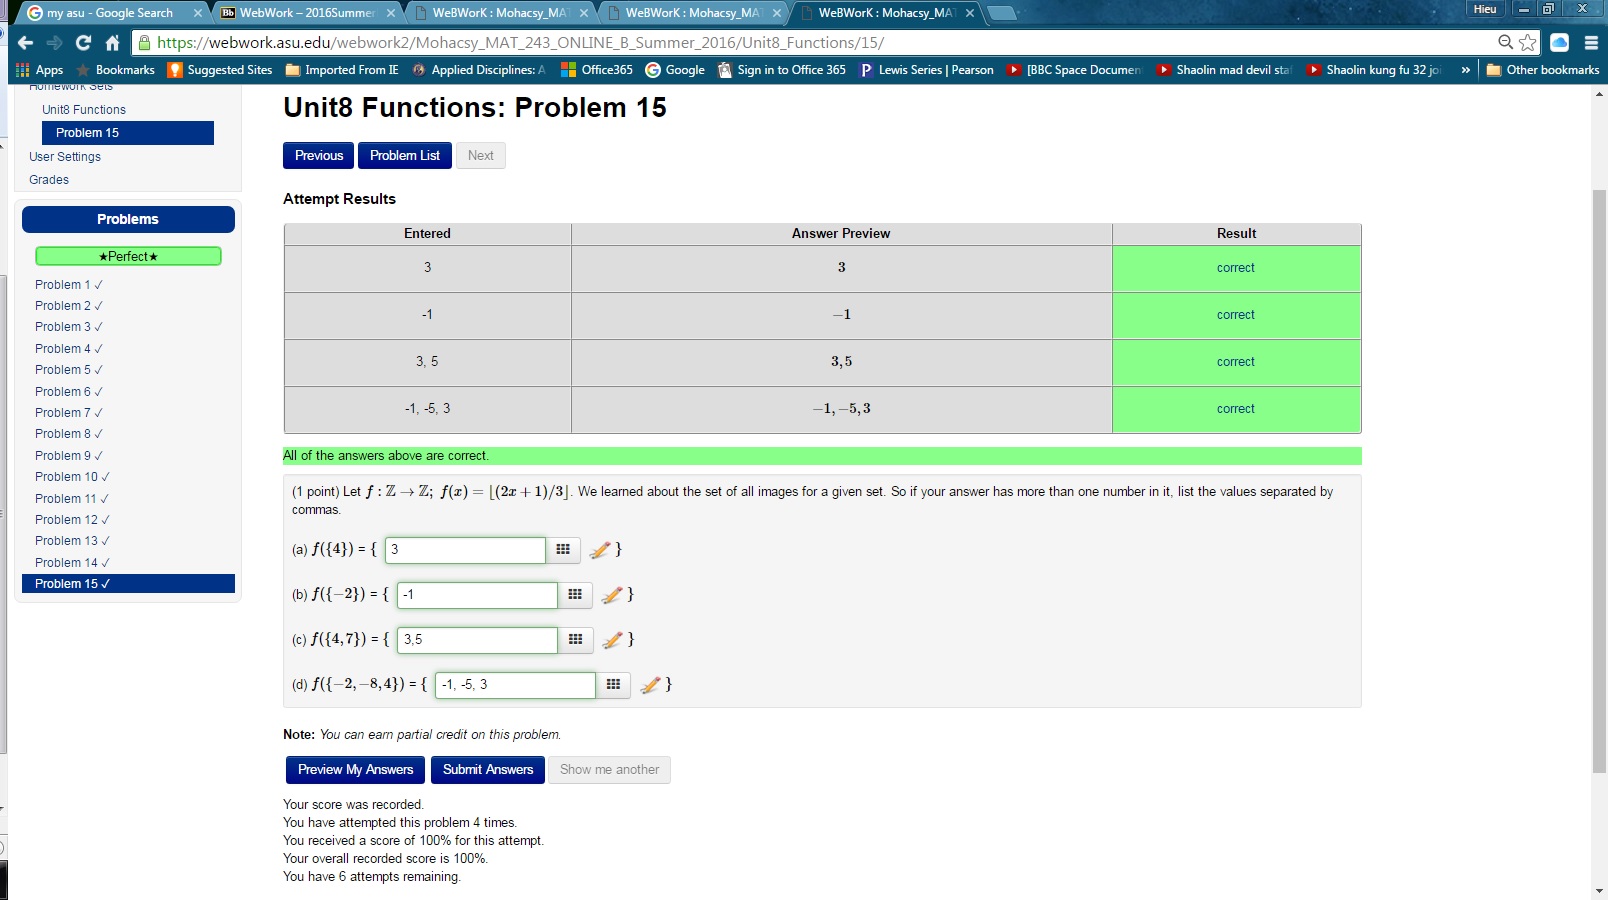 my asu - Google Search
WebWork – 2016Summer
WeBWorK : Mohacsy_MA
WeBWorK : Mohacsy_MA
WeBWorK : Mohacsy_MA
Hieu
https://webwork.asu.edu/webwork2/Mohacsy_MAT_243_ONLINE_B_Summer_2016/Unit8_Functions/15/
Apps Bookmarks Suggested Sites Imported From IE Applied Disciplines: A Office365 Google Sign in to Office 365 Lewis Series | Pearson [BBC Space Documen Shaolin mad devil sta Shaolin kung fu 32 joi » Other bookmarks
Homework Sets
Unit8 Functions
Problem 15
User Settings
Grades
Problems
★Perfect★
Problem 1 ✓
Problem 2 ✓
Problem 3 ✓
Problem 4 ✓
Problem 5 ✓
Problem 6 ✓
Problem 7 ✓
Problem 8 ✓
Problem 9 ✓
Problem 10 ✓
Problem 11 ✓
Problem 12 ✓
Problem 13 ✓
Problem 14 ✓
Problem 15 ✓
Unit8 Functions: Problem 15
Previous Problem List Next
Attempt Results
Entered Answer Preview Result
3 3 correct
-1 −1 correct
3, 5 3, 5 correct
-1, -5, 3 −1, −5, 3 correct
All of the answers above are correct.
(1 point) Let f : ℤ → ℤ; f(x) = ⌊(2x + 1)/3⌋. We learned about the set of all images for a given set. So if your answer has more than one number in it, list the values separated by
commas.
(a) f({4}) = { 3 }
(b) f({−2}) = { -1 }
(c) f({4, 7}) = { 3,5 }
(d) f({−2, −8, 4}) = { -1, -5, 3 }
Note: You can earn partial credit on this problem.
Preview My Answers Submit Answers Show me another
Your score was recorded.
You have attempted this problem 4 times.
You received a score of 100% for this attempt.
Your overall recorded score is 100%.
You have 6 attempts remaining.